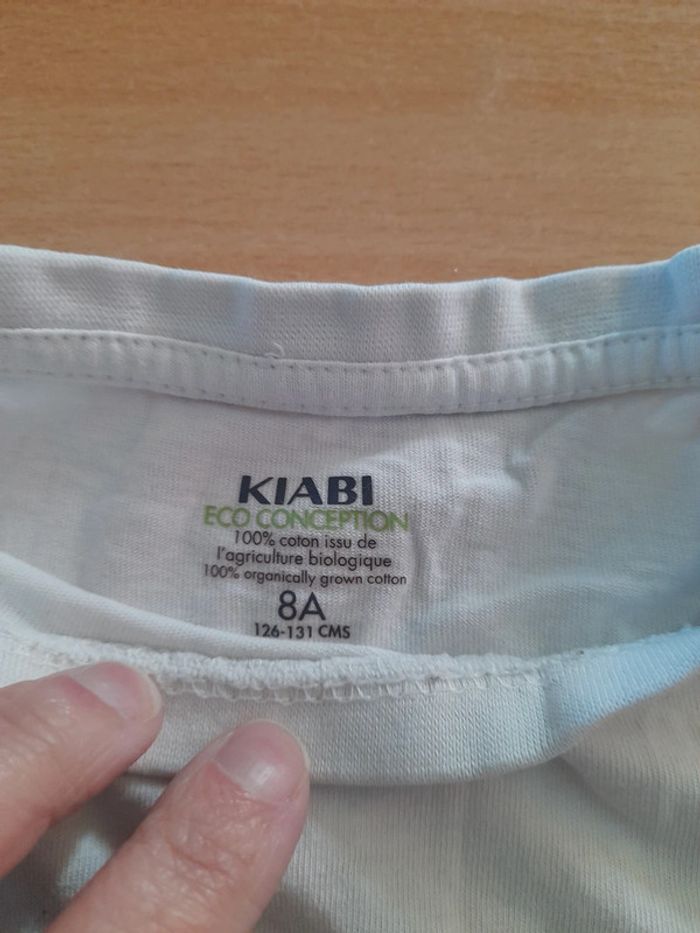 KIABI
ECO CONCEPTION
100% coton issu de
l'agriculture biologique
100% organically grown cotton
8A
126-131 CMS